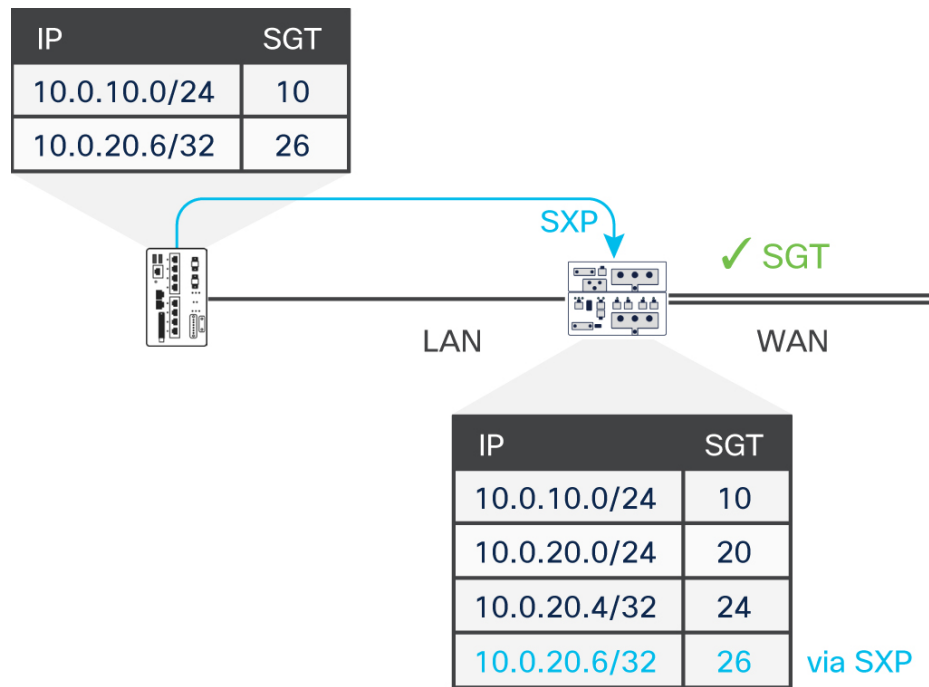 IP SGT
10.0.10.0/24 10
10.0.20.6/32 26
SXP
✓ SGT
LAN
WAN
IP SGT
10.0.10.0/24 10
10.0.20.0/24 20
10.0.20.4/32 24
10.0.20.6/32 26 via SXP